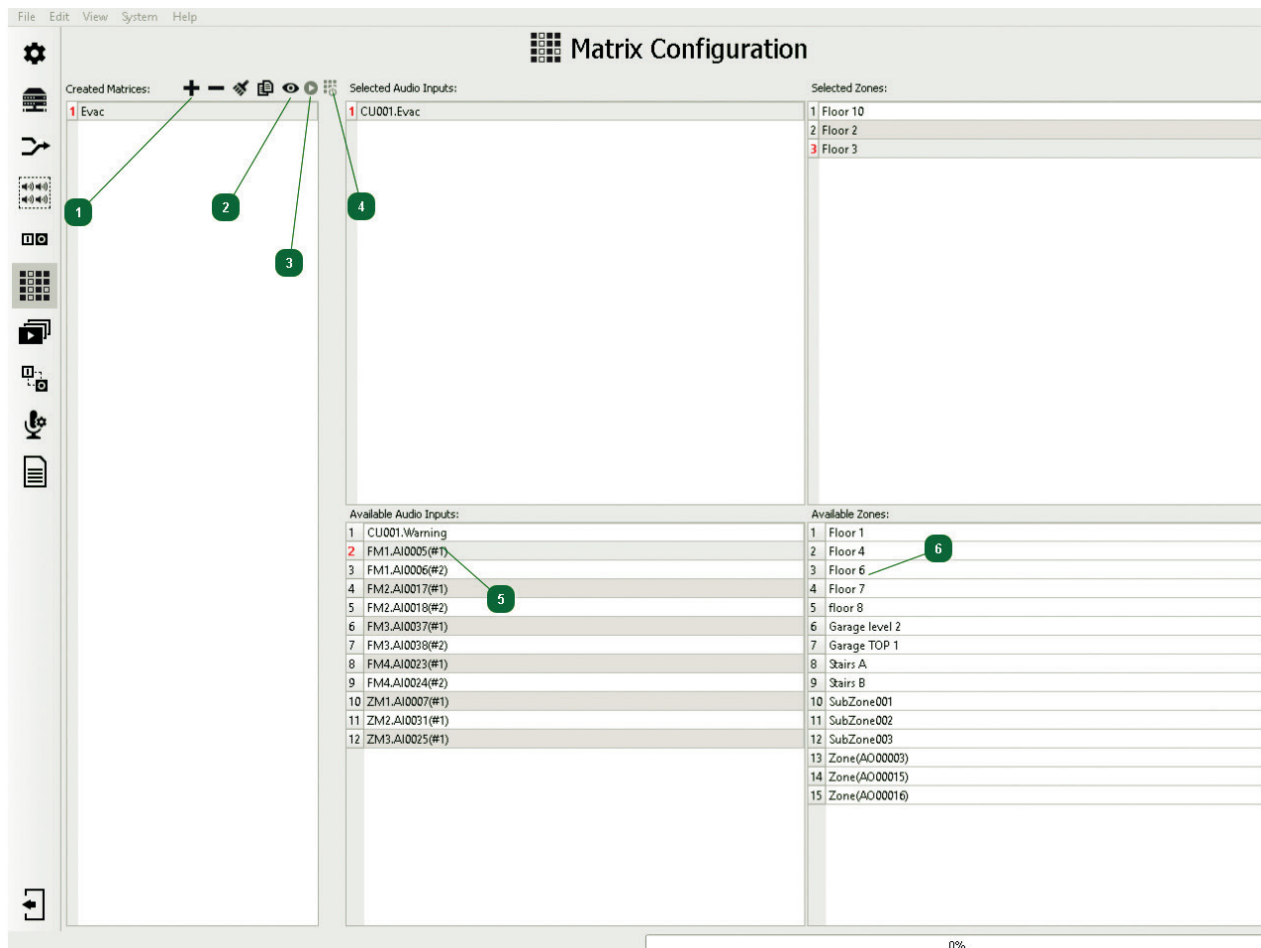 File Edit View System Help
Matrix Configuration
Created Matrices:
1 Evac
1
2
3
4
Selected Audio Inputs:
1 CU001.Evac
Selected Zones:
1 Floor 10
2 Floor 2
3 Floor 3
Available Audio Inputs:
1 CU001.Warning
2 FM1.AI0005(#1)
3 FM1.AI0006(#2)
4 FM2.AI0017(#1)
5 FM2.AI0018(#2)
6 FM3.AI0037(#1)
7 FM3.AI0038(#2)
8 FM4.AI0023(#1)
9 FM4.AI0024(#2)
10 ZM1.AI0007(#1)
11 ZM2.AI0031(#1)
12 ZM3.AI0025(#1)
5
Available Zones:
1 Floor 1
2 Floor 4
3 Floor 6
4 Floor 7
5 floor 8
6 Garage level 2
7 Garage TOP 1
8 Stairs A
9 Stairs B
10 SubZone001
11 SubZone002
12 SubZone003
13 Zone(AO00003)
14 Zone(AO00015)
15 Zone(AO00016)
6
0%